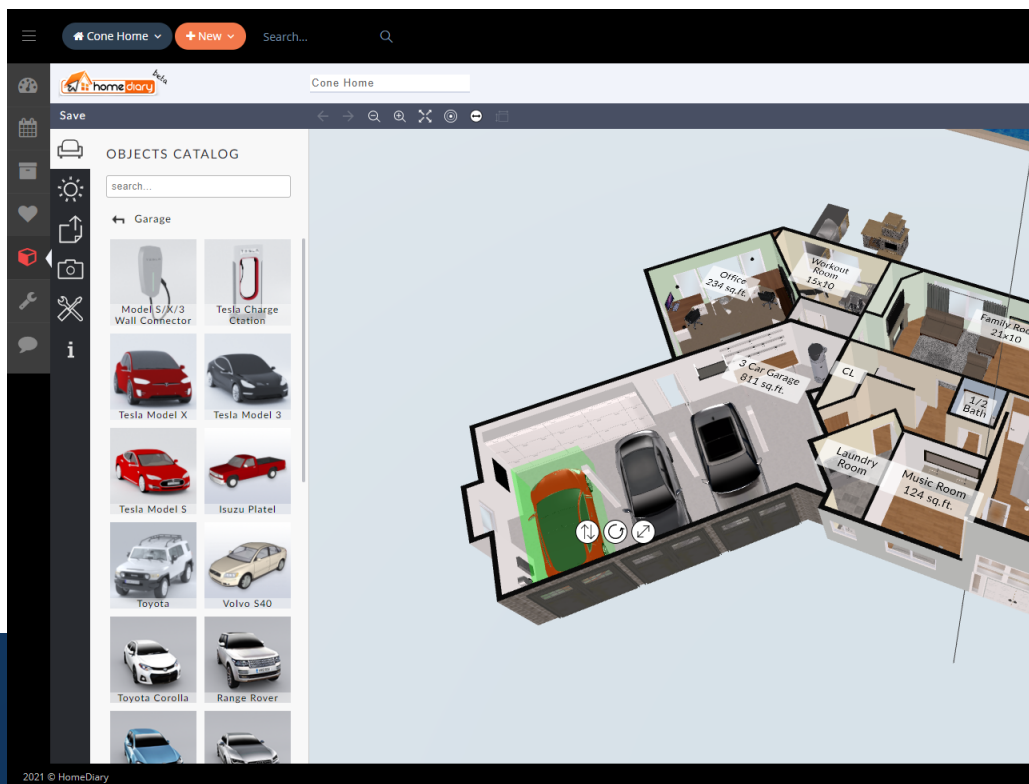 Cone Home
New
Search...
homediary
beta
Cone Home
Save
OBJECTS CATALOG
search...
Garage
Model S/X/3
Wall Connector
Tesla Charge
Ctation
Tesla Model X
Tesla Model 3
Tesla Model S
Isuzu Platel
Toyota
Volvo S40
Toyota Corolla
Range Rover
Office
234 sq.ft.
Workout
Room
15x10
Family Roo
21x10
3 Car Garage
811 sq.ft.
CL
1/2
Bath
Laundry
Room
Music Room
124 sq.ft.
2021 © HomeDiary